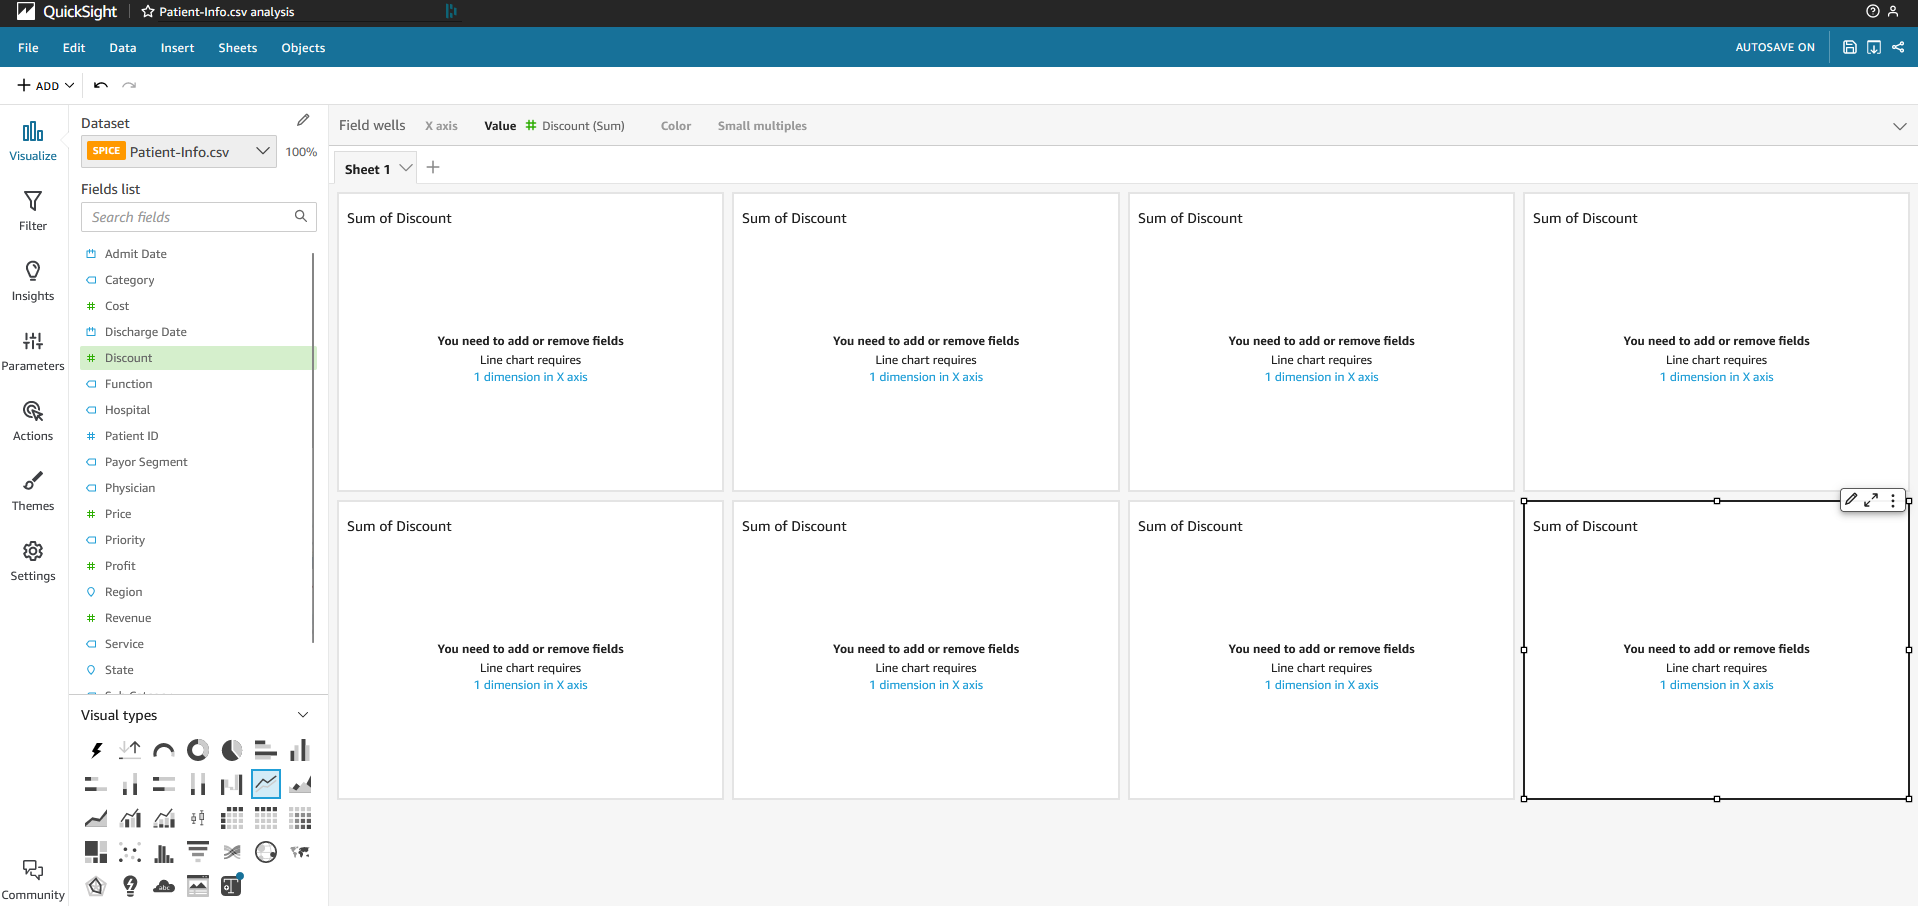 QuickSight
Patient-Info.csv analysis
File Edit Data Insert Sheets Objects
AUTOSAVE ON
ADD
Visualize
Filter
Insights
Parameters
Actions
Themes
Settings
Community
Dataset
SPICE Patient-Info.csv 100%
Fields list
Search fields
Admit Date
Category
Cost
Discharge Date
Discount
Function
Hospital
Patient ID
Payor Segment
Physician
Price
Priority
Profit
Region
Revenue
Service
State
Visual types
abc
Field wells X axis Value Discount (Sum) Color Small multiples
Sheet 1
Sum of Discount
You need to add or remove fields
Line chart requires
1 dimension in X axis
Sum of Discount
You need to add or remove fields
Line chart requires
1 dimension in X axis
Sum of Discount
You need to add or remove fields
Line chart requires
1 dimension in X axis
Sum of Discount
You need to add or remove fields
Line chart requires
1 dimension in X axis
Sum of Discount
You need to add or remove fields
Line chart requires
1 dimension in X axis
Sum of Discount
You need to add or remove fields
Line chart requires
1 dimension in X axis
Sum of Discount
You need to add or remove fields
Line chart requires
1 dimension in X axis
Sum of Discount
You need to add or remove fields
Line chart requires
1 dimension in X axis